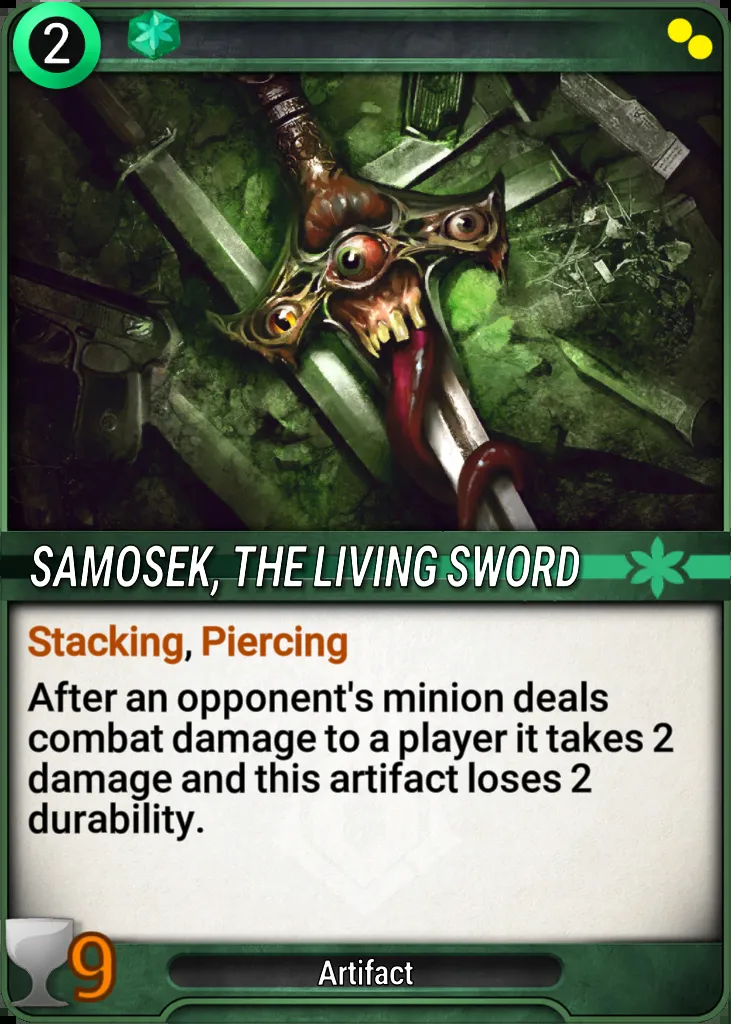 2
SAMOSEK, THE LIVING SWORD
Stacking, Piercing
After an opponent's minion deals
combat damage to a player it takes 2
damage and this artifact loses 2
durability.
9
Artifact